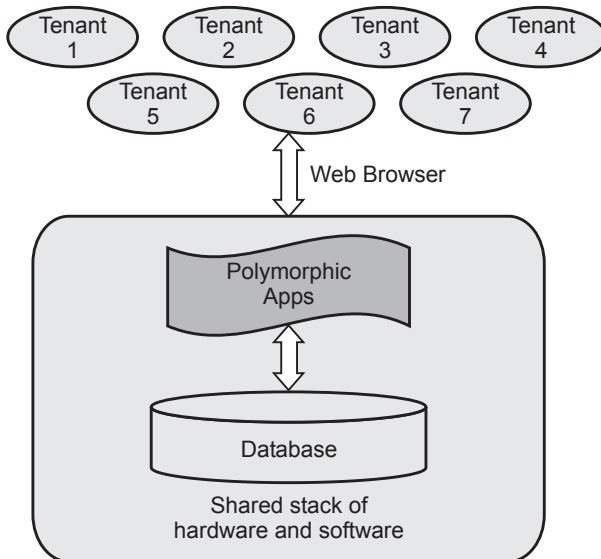 Tenant
1
Tenant
2
Tenant
3
Tenant
4
Tenant
5
Tenant
6
Tenant
7
Web Browser
Polymorphic
Apps
Database
Shared stack of
hardware and software